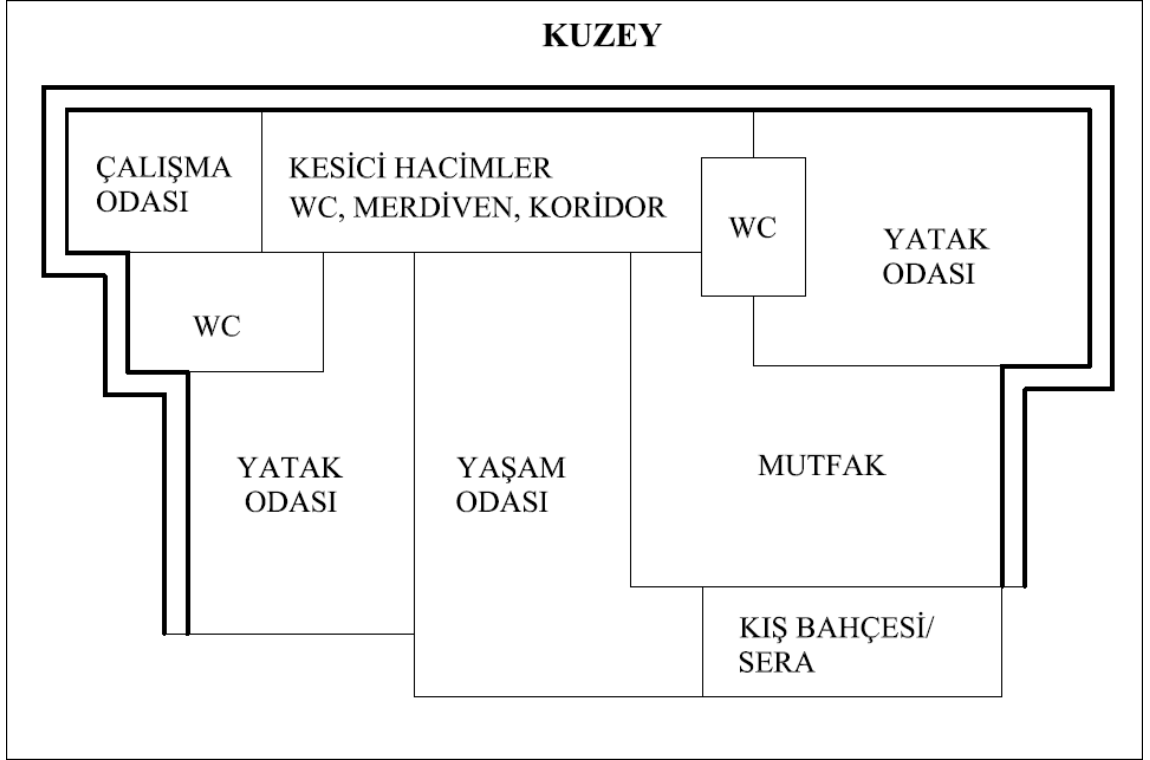 KUZEY
ÇALIŞMA
ODASI
KESİCİ HACİMLER
WC, MERDİVEN, KORİDOR
WC
YATAK
ODASI
WC
YATAK
ODASI
YAŞAM
ODASI
MUTFAK
KIŞ BAHÇESİ/
SERA